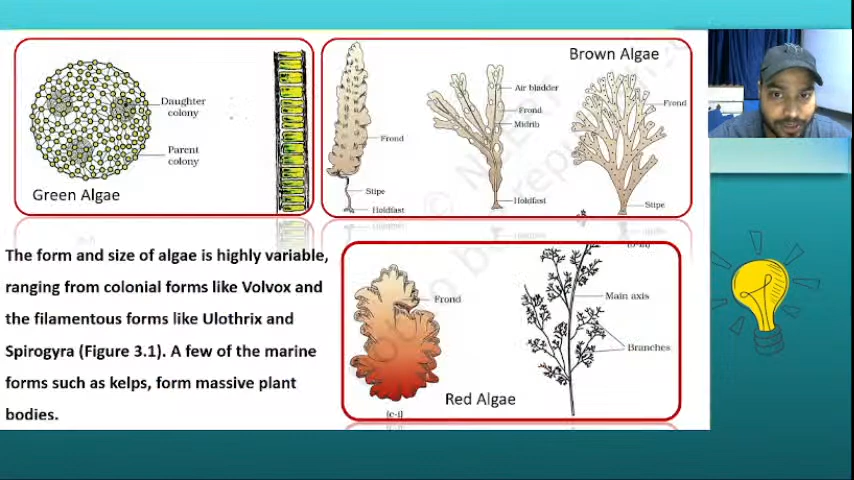 Brown Algae
Daughter
colony
Parent
colony
Green Algae
Frond
Stipe
Holdfast
Air bladder
Frond
Midrib
Holdfast
Frond
Stipe
The form and size of algae is highly variable,
ranging from colonial forms like Volvox and
the filamentous forms like Ulothrix and
Spirogyra (Figure 3.1). A few of the marine
forms such as kelps, form massive plant
bodies.
Frond
Main axis
Branches
Red Algae